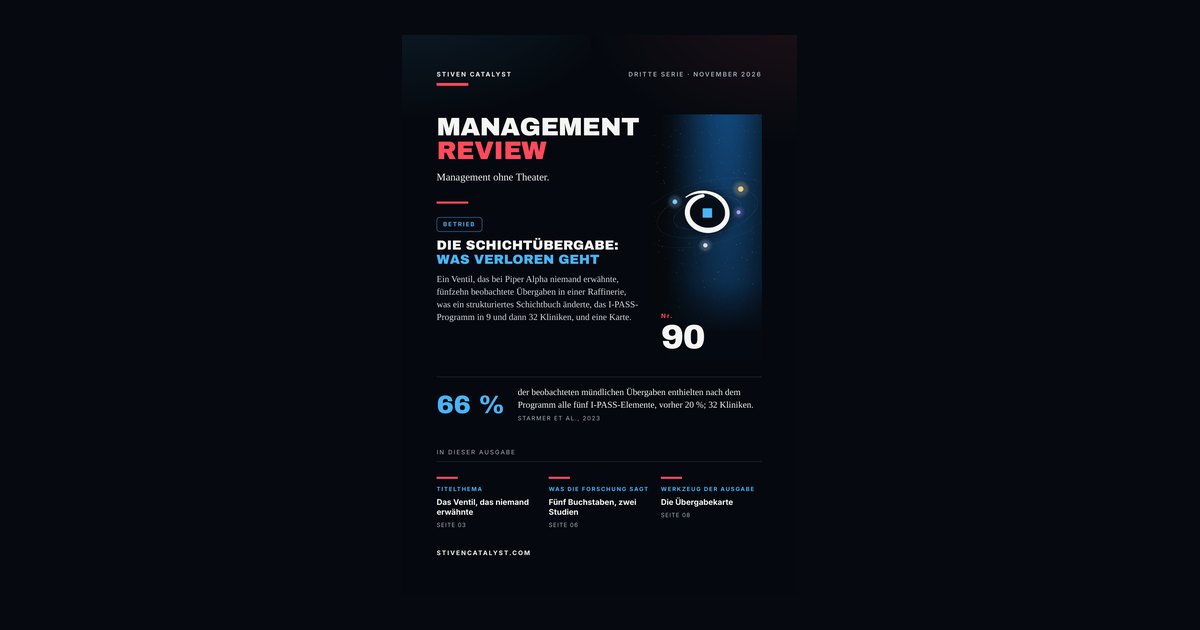 STIVEN CATALYST
DRITTE SERIE · NOVEMBER 2026
MANAGEMENT
REVIEW
Management ohne Theater.
BETRIEB
DIE SCHICHTÜBERGABE:
WAS VERLOREN GEHT
Ein Ventil, das bei Piper Alpha niemand erwähnte,
fünfzehn beobachtete Übergaben in einer Raffinerie,
was ein strukturiertes Schichtbuch änderte, das I-PASS-
Programm in 9 und dann 32 Kliniken, und eine Karte.
Nr.
90
66 %
der beobachteten mündlichen Übergaben enthielten nach dem
Programm alle fünf I-PASS-Elemente, vorher 20 %; 32 Kliniken.
STARMER ET AL., 2023
IN DIESER AUSGABE
TITELTHEMA
Das Ventil, das niemand
erwähnte
SEITE 03
WAS DIE FORSCHUNG SAGT
Fünf Buchstaben, zwei
Studien
SEITE 06
WERKZEUG DER AUSGABE
Die Übergabekarte
SEITE 08
STIVENCATALYST.COM